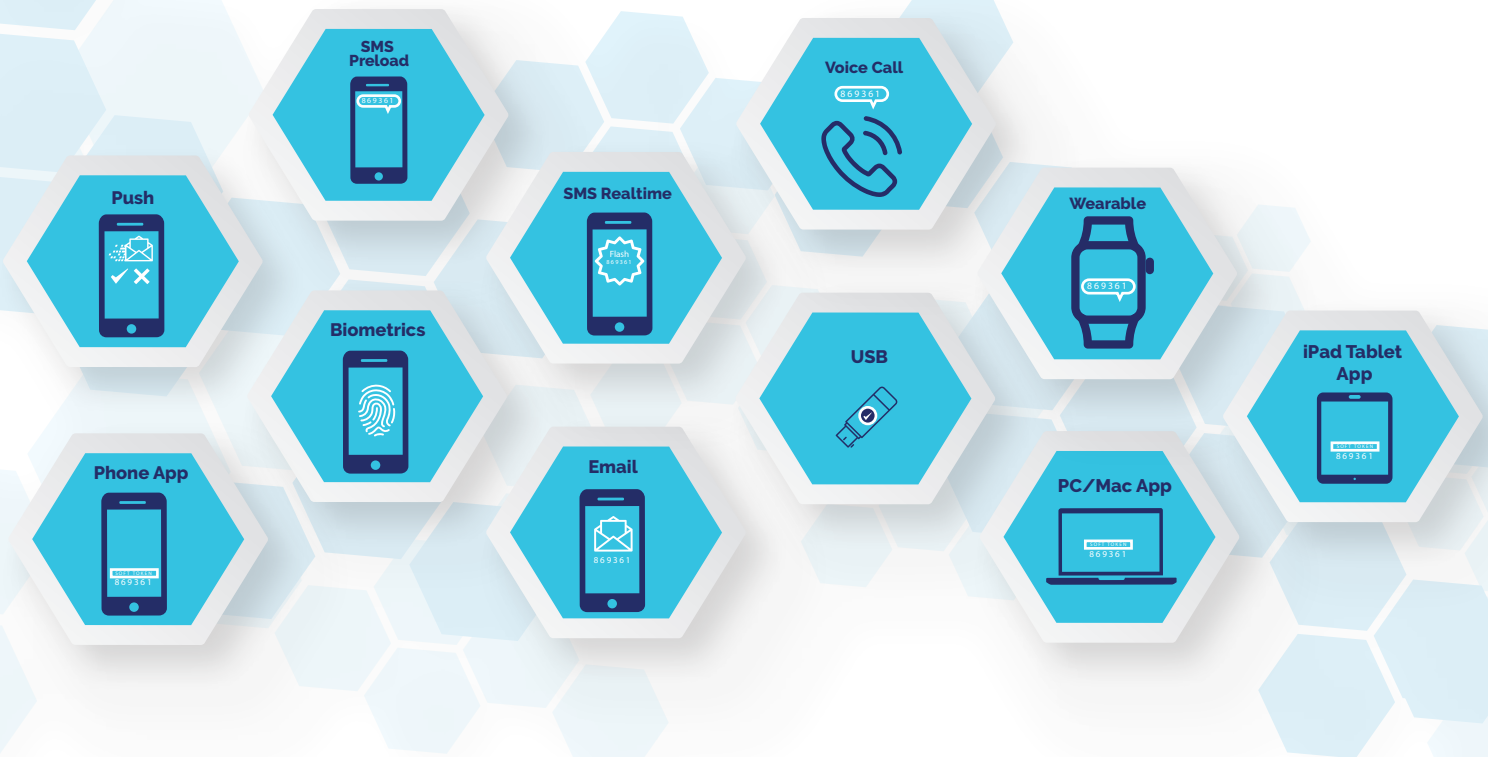 SMS
Preload
869361
Voice Call
869361
Push
SMS Realtime
Flash
869361
Wearable
869361
Biometrics
USB
iPad Tablet
App
SOFT TOKEN
869361
Phone App
SOFT TOKEN
869361
Email
869361
PC/Mac App
SOFT TOKEN
869361